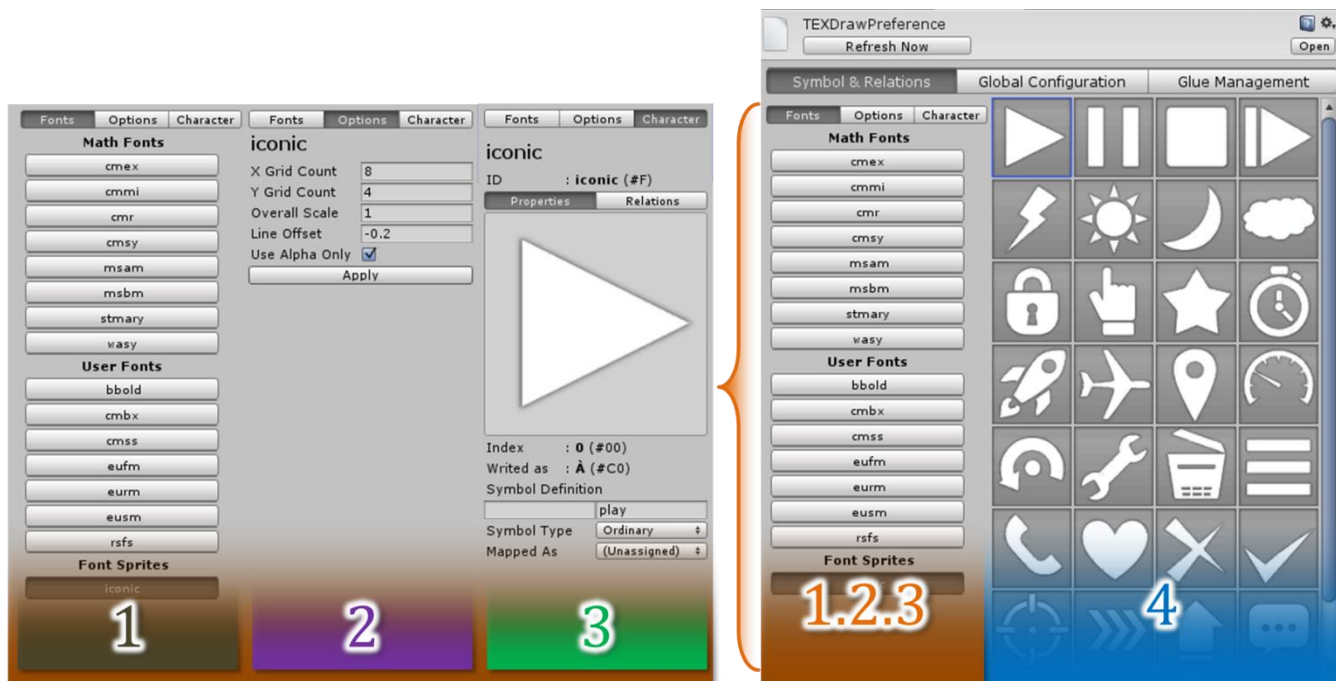 Fonts Options Character
Math Fonts
cmex
cmmi
cmr
cmsy
msam
msbm
stmary
wasy
User Fonts
bbold
cmbx
cmss
eufm
eurm
eusm
rsfs
Font Sprites
iconic
1
Fonts Options Character
iconic
X Grid Count 8
Y Grid Count 4
Overall Scale 1
Line Offset -0.2
Use Alpha Only
Apply
2
Fonts Options Character
iconic
ID : iconic (#F)
Properties Relations
Index : 0 (#00)
Writed as : À (#C0)
Symbol Definition
play
Symbol Type Ordinary
Mapped As (Unassigned)
3
TEXDrawPreference
Refresh Now Open
Symbol & Relations Global Configuration Glue Management
Fonts Options Character
Math Fonts
cmex
cmmi
cmr
cmsy
msam
msbm
stmary
wasy
User Fonts
bbold
cmbx
cmss
eufm
eurm
eusm
rsfs
Font Sprites
1.2.3
4